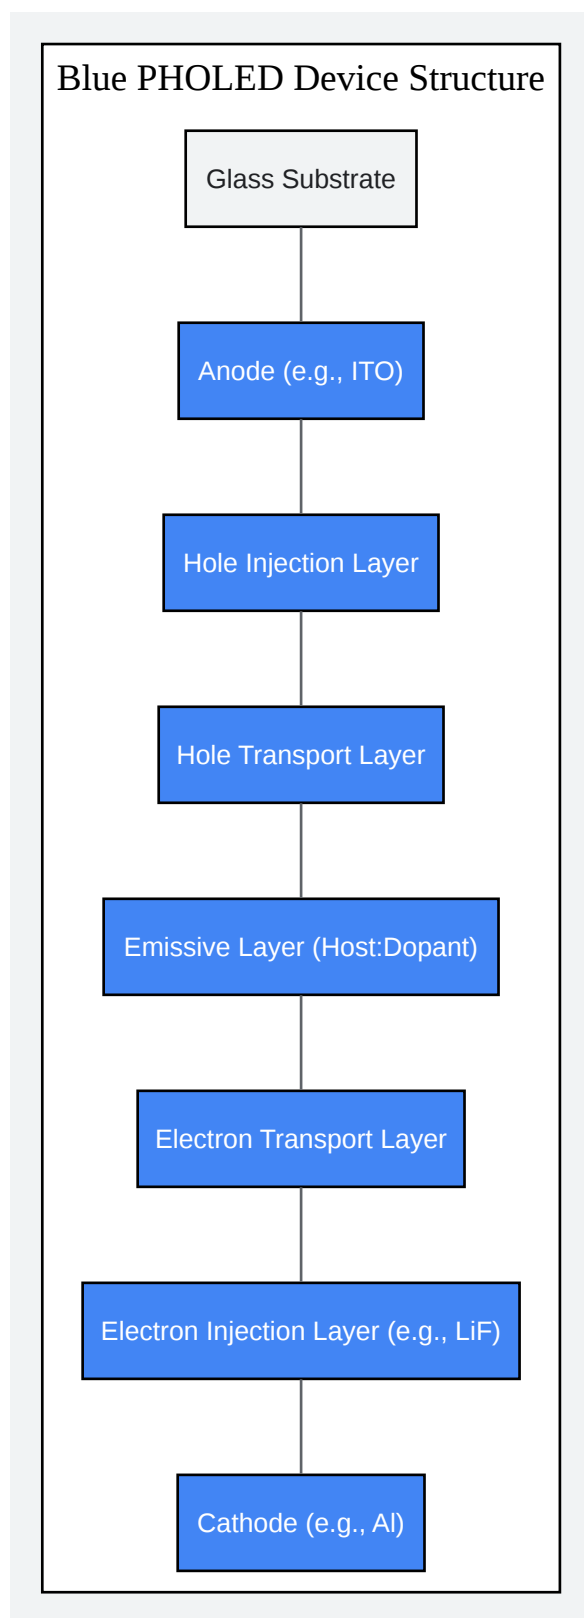 Blue PHOLED Device Structure
Glass Substrate
Anode (e.g., ITO)
Hole Injection Layer
Hole Transport Layer
Emissive Layer (Host:Dopant)
Electron Transport Layer
Electron Injection Layer (e.g., LiF)
Cathode (e.g., Al)